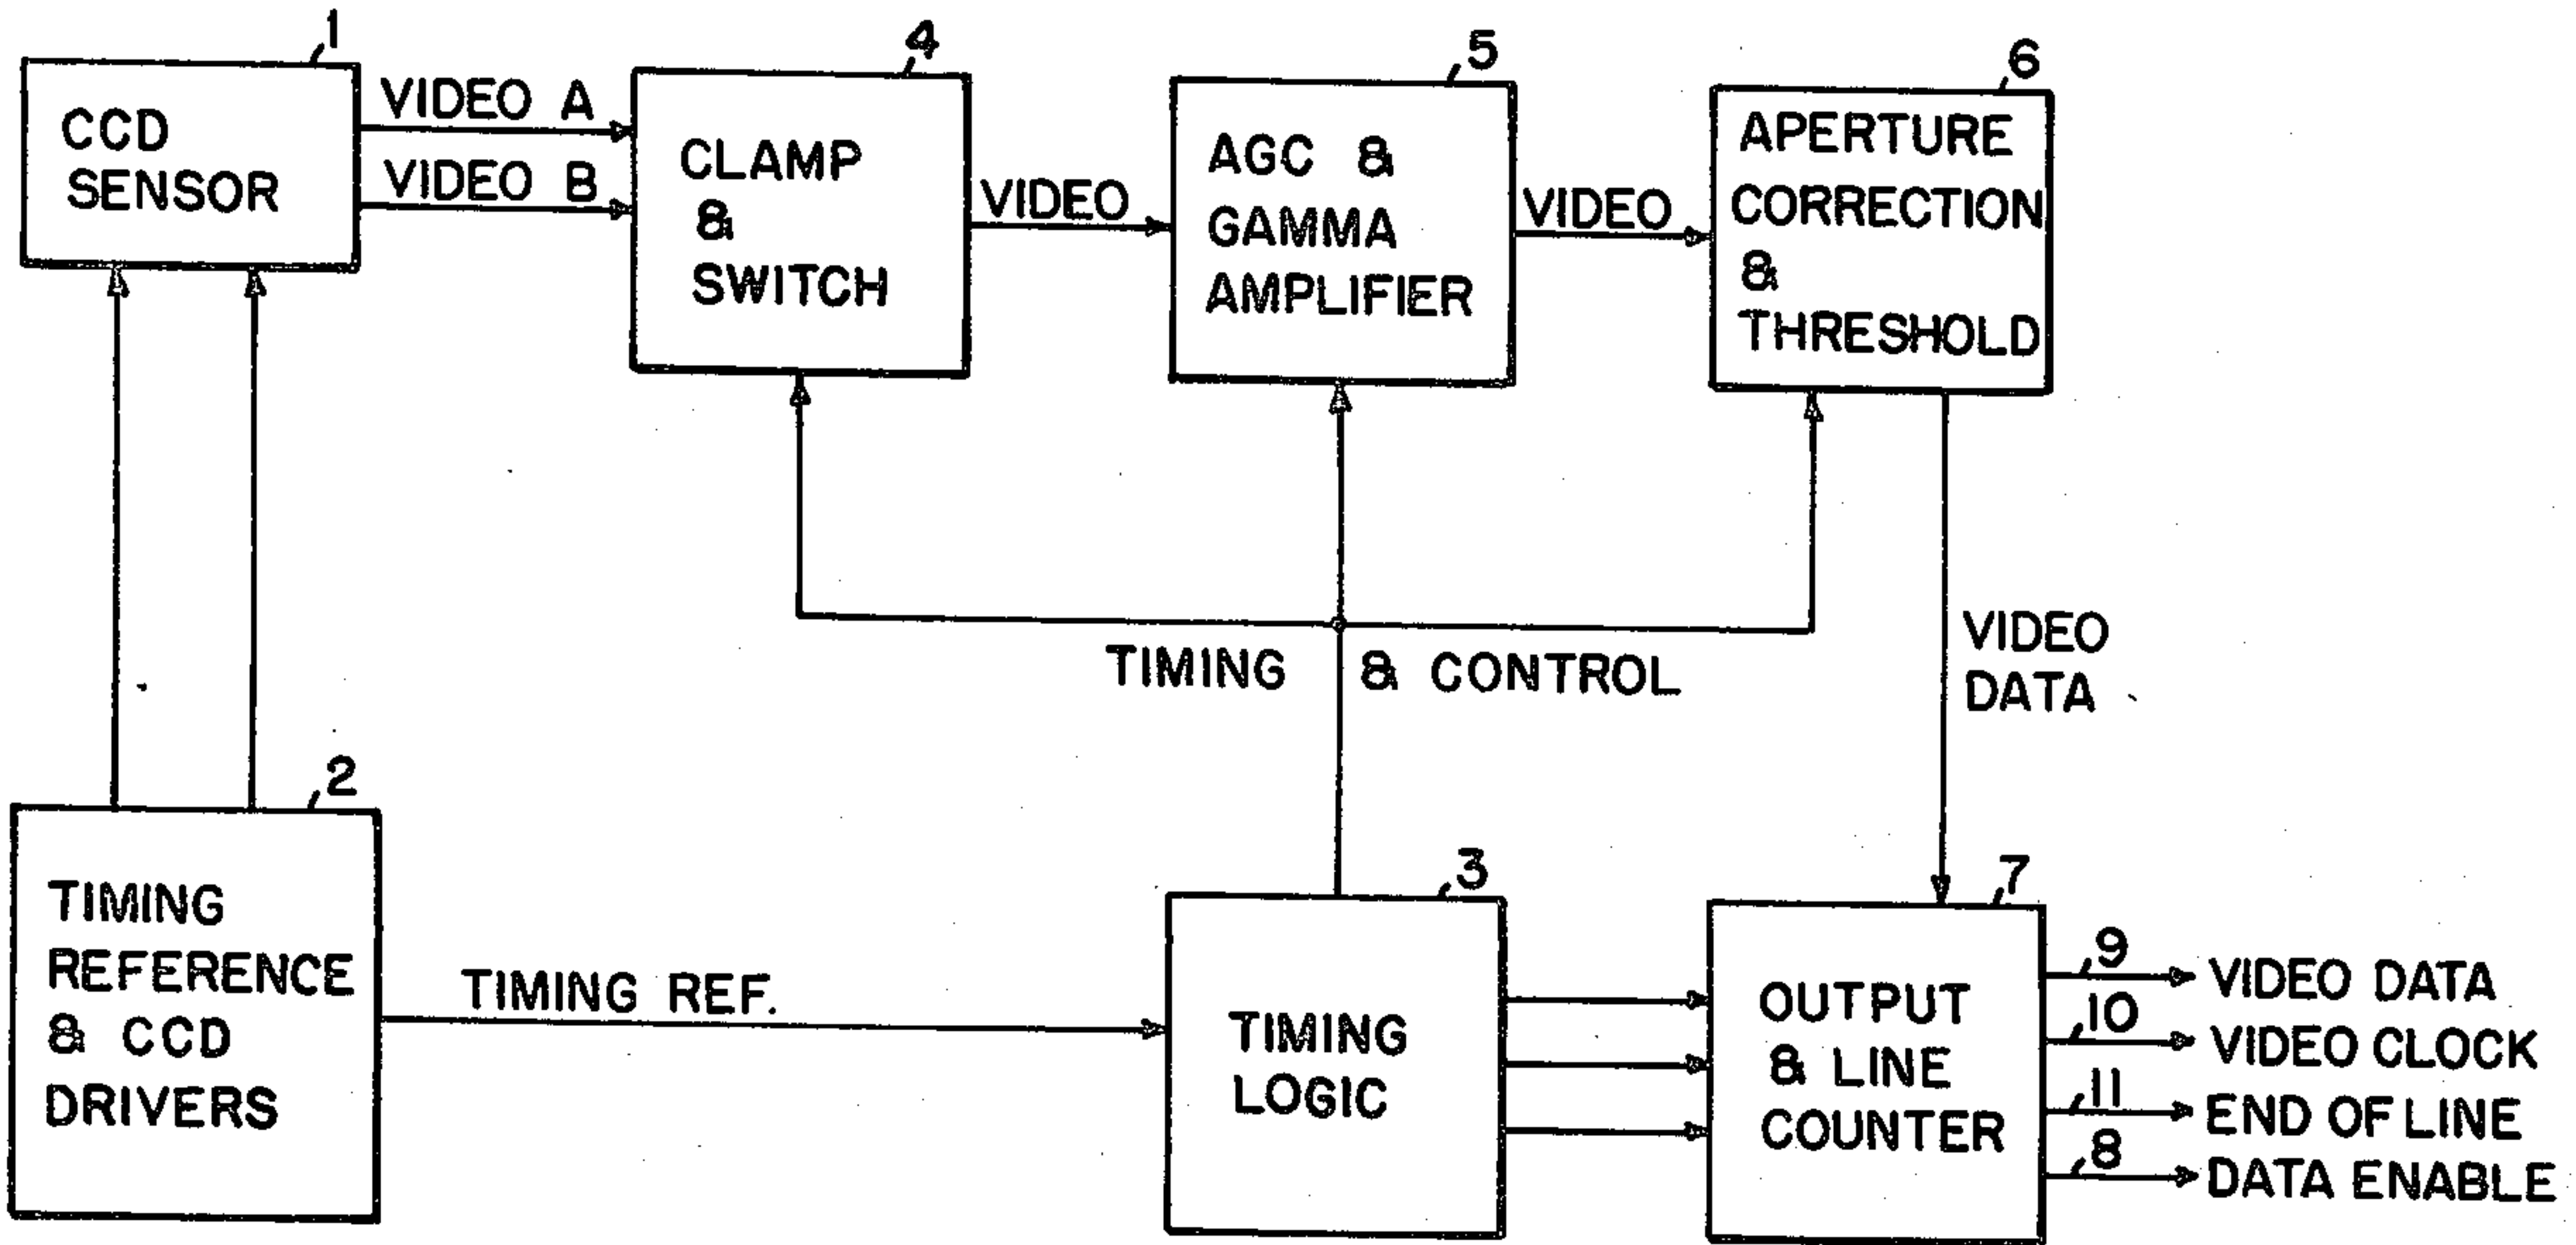 1
CCD
SENSOR
VIDEO A
VIDEO B
4
CLAMP
&
SWITCH
VIDEO
5
AGC &
GAMMA
AMPLIFIER
VIDEO
6
APERTURE
CORRECTION
&
THRESHOLD
TIMING & CONTROL
VIDEO
DATA
2
TIMING
REFERENCE
& CCD
DRIVERS
TIMING REF.
3
TIMING
LOGIC
7
OUTPUT
& LINE
COUNTER
9
VIDEO DATA
10
VIDEO CLOCK
11
END OF LINE
8
DATA ENABLE